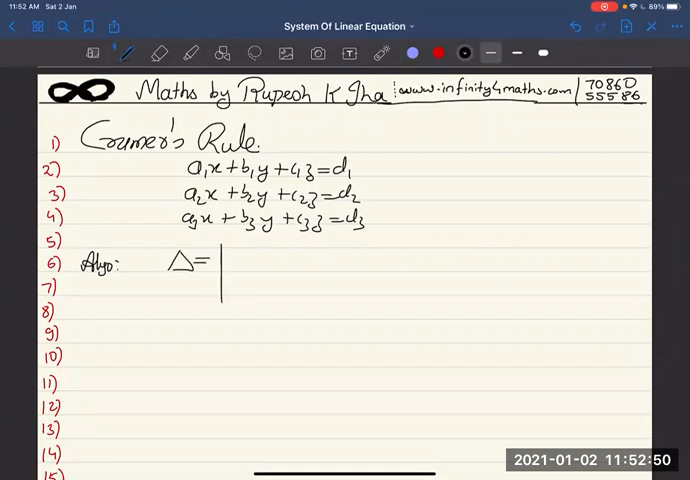 11:52 AM Sat 2 Jan
89%
System Of Linear Equation
Maths by Rupesh K Jha www.infinity4maths.com 70860 55586
1) Cramer's Rule.
2) a₁x + b₁y + c₁z = d₁
3) a₂x + b₂y + c₂z = d₂
4) a₃x + b₃y + c₃z = d₃
5)
6) Algo: Δ = |
7)
8)
9)
10)
11)
12)
13)
14)
15)
2021-01-02 11:52:50